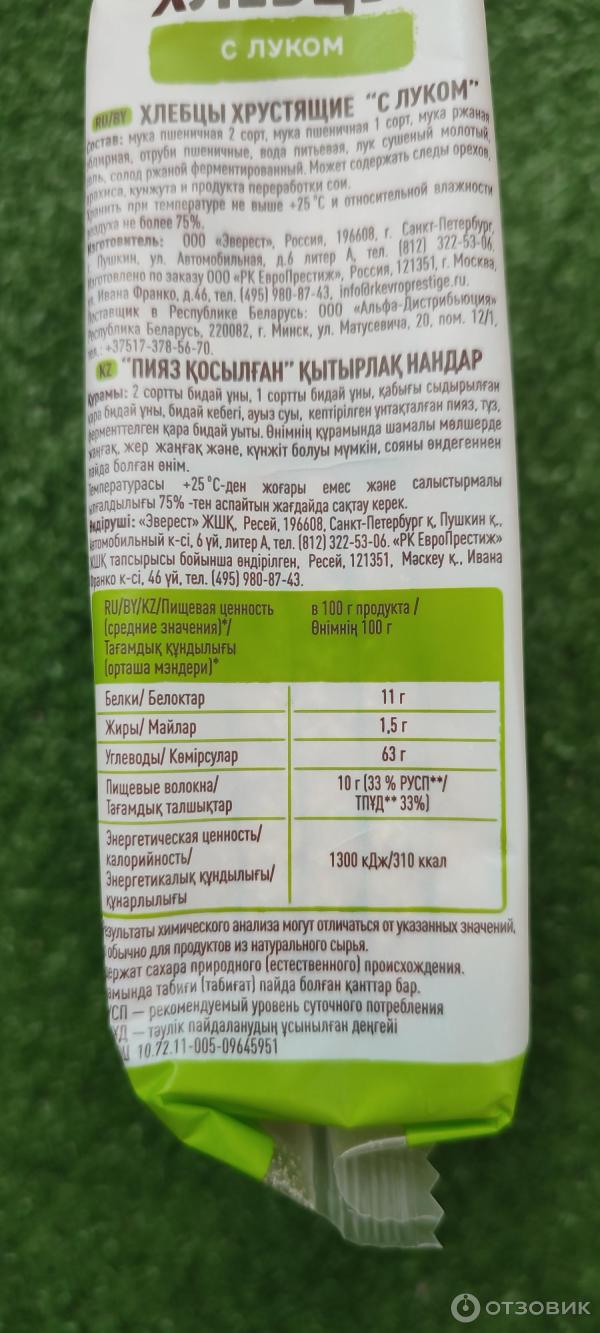 ХЛЕБЦЫ
С ЛУКОМ
RU/BY ХЛЕБЦЫ ХРУСТЯЩИЕ "С ЛУКОМ"
Состав: мука пшеничная 2 сорт, мука пшеничная 1 сорт, мука ржаная
обдирная, отруби пшеничные, вода питьевая, лук сушеный молотый,
соль, солод ржаной ферментированный. Может содержать следы орехов,
арахиса, кунжута и продукта переработки сои.
Хранить при температуре не выше +25 °С и относительной влажности
воздуха не более 75%.
Изготовитель: ООО «Эверест», Россия, 196608, г. Санкт-Петербург,
г. Пушкин, ул. Автомобильная, д.6 литер А, тел. (812) 322-53-06,
Изготовлено по заказу ООО «РК ЕвроПрестиж», Россия, 121351, г. Москва,
ул. Ивана Франко, д.46, тел. (495) 980-87-43, info@rkevroprestige.ru.
Поставщик в Республике Беларусь: ООО «Альфа-Дистрибьюция»
Республика Беларусь, 220082, г. Минск, ул. Матусевича, 20, пом. 12/1,
тел.: +37517-378-56-70.
KZ "ПИЯЗ ҚОСЫЛҒАН" ҚЫТЫРЛАҚ НАНДАР
Құрамы: 2 сортты бидай ұны, 1 сортты бидай ұны, қабығы сыдырылған
қара бидай ұны, бидай кебегі, ауыз суы, кептірілген ұнтақталған пияз, тұз,
ферменттелген қара бидай уыты. Өнімнің құрамында шамалы мөлшерде
жаңғақ, жер жаңғақ және, күнжіт болуы мүмкін, сояны өндегеннен
пайда болған өнім.
Температурасы +25 °С-ден жоғары емес және салыстырмалы
ылғалдылығы 75% -тен аспайтын жағдайда сақтау керек.
Өндіруші: «Эверест» ЖШҚ, Ресей, 196608, Санкт-Петербург қ, Пушкин қ.,
Автомобильный к-сі, 6 үй, литер А, тел. (812) 322-53-06. «РК ЕвроПрестиж»
ЖШҚ тапсырысы бойынша өндірілген, Ресей, 121351, Мәскеу қ., Ивана
Франко к-сі, 46 үй, тел. (495) 980-87-43.
RU/BY/KZ/Пищевая ценность
(средние значения)*/
Тағамдық құндылығы
(орташа мәндері)*
в 100 г продукта /
Өнімнің 100 г
Белки/ Белоктар 11 г
Жиры/ Майлар 1,5 г
Углеводы/ Көмірсулар 63 г
Пищевые волокна/
Тағамдық талшықтар
10 г (33 % РУСП**/
ТПҰД** 33%)
Энергетическая ценность/
калорийность/
Энергетикалық құндылығы/
құнарлылығы
1300 кДж/310 ккал
результаты химического анализа могут отличаться от указанных значений,
обычно для продуктов из натурального сырья.
Содержат сахара природного (естественного) происхождения.
Құрамында табиғи (табиғат) пайда болған қанттар бар.
РУСП — рекомендуемый уровень суточного потребления
ТПҰД — тәулік пайдаланудың ұсынылған деңгейі
10.72.11-005-09645951
ОТЗОВИК